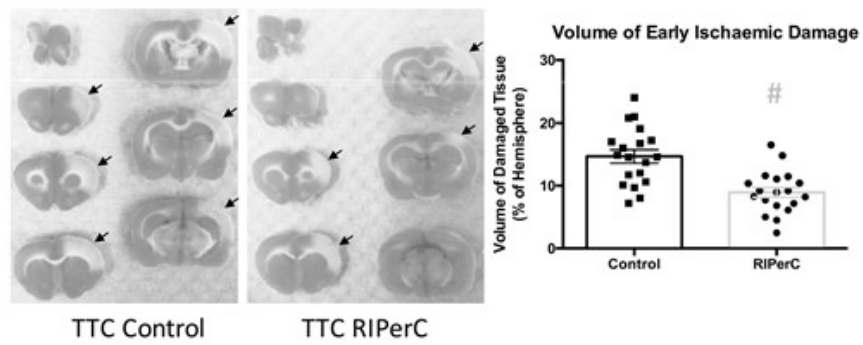 TTC Control
TTC RIPerC
Volume of Early Ischaemic Damage
Volume of Damaged Tissue
(% of Hemisphere)
30
20
10
0
#
Control
RIPerC